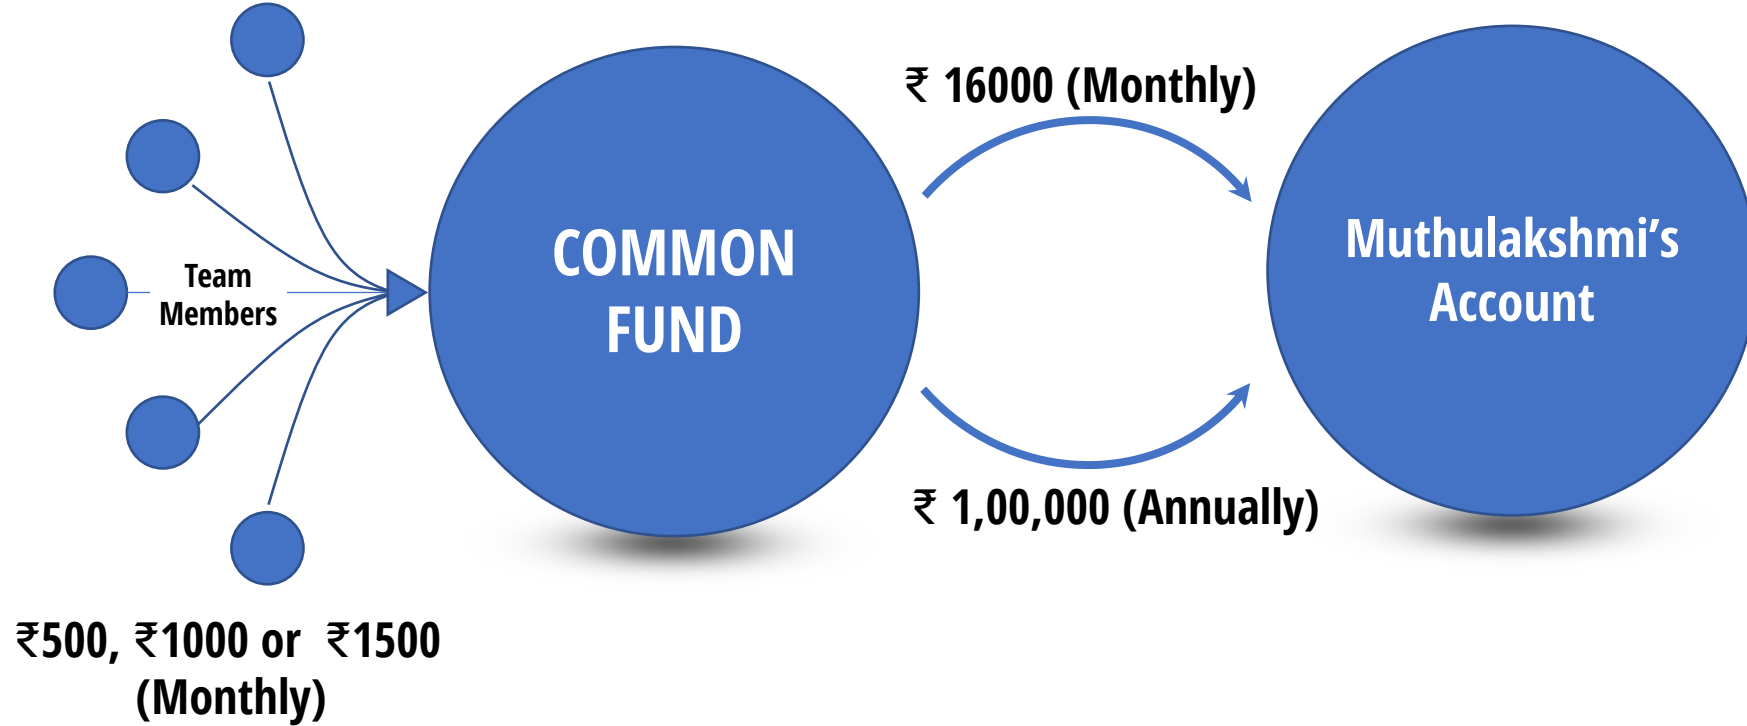 ₹ 16000 (Monthly)
Team
Members
COMMON
FUND
Muthulakshmi’s
Account
₹ 1,00,000 (Annually)
₹500, ₹1000 or ₹1500
(Monthly)